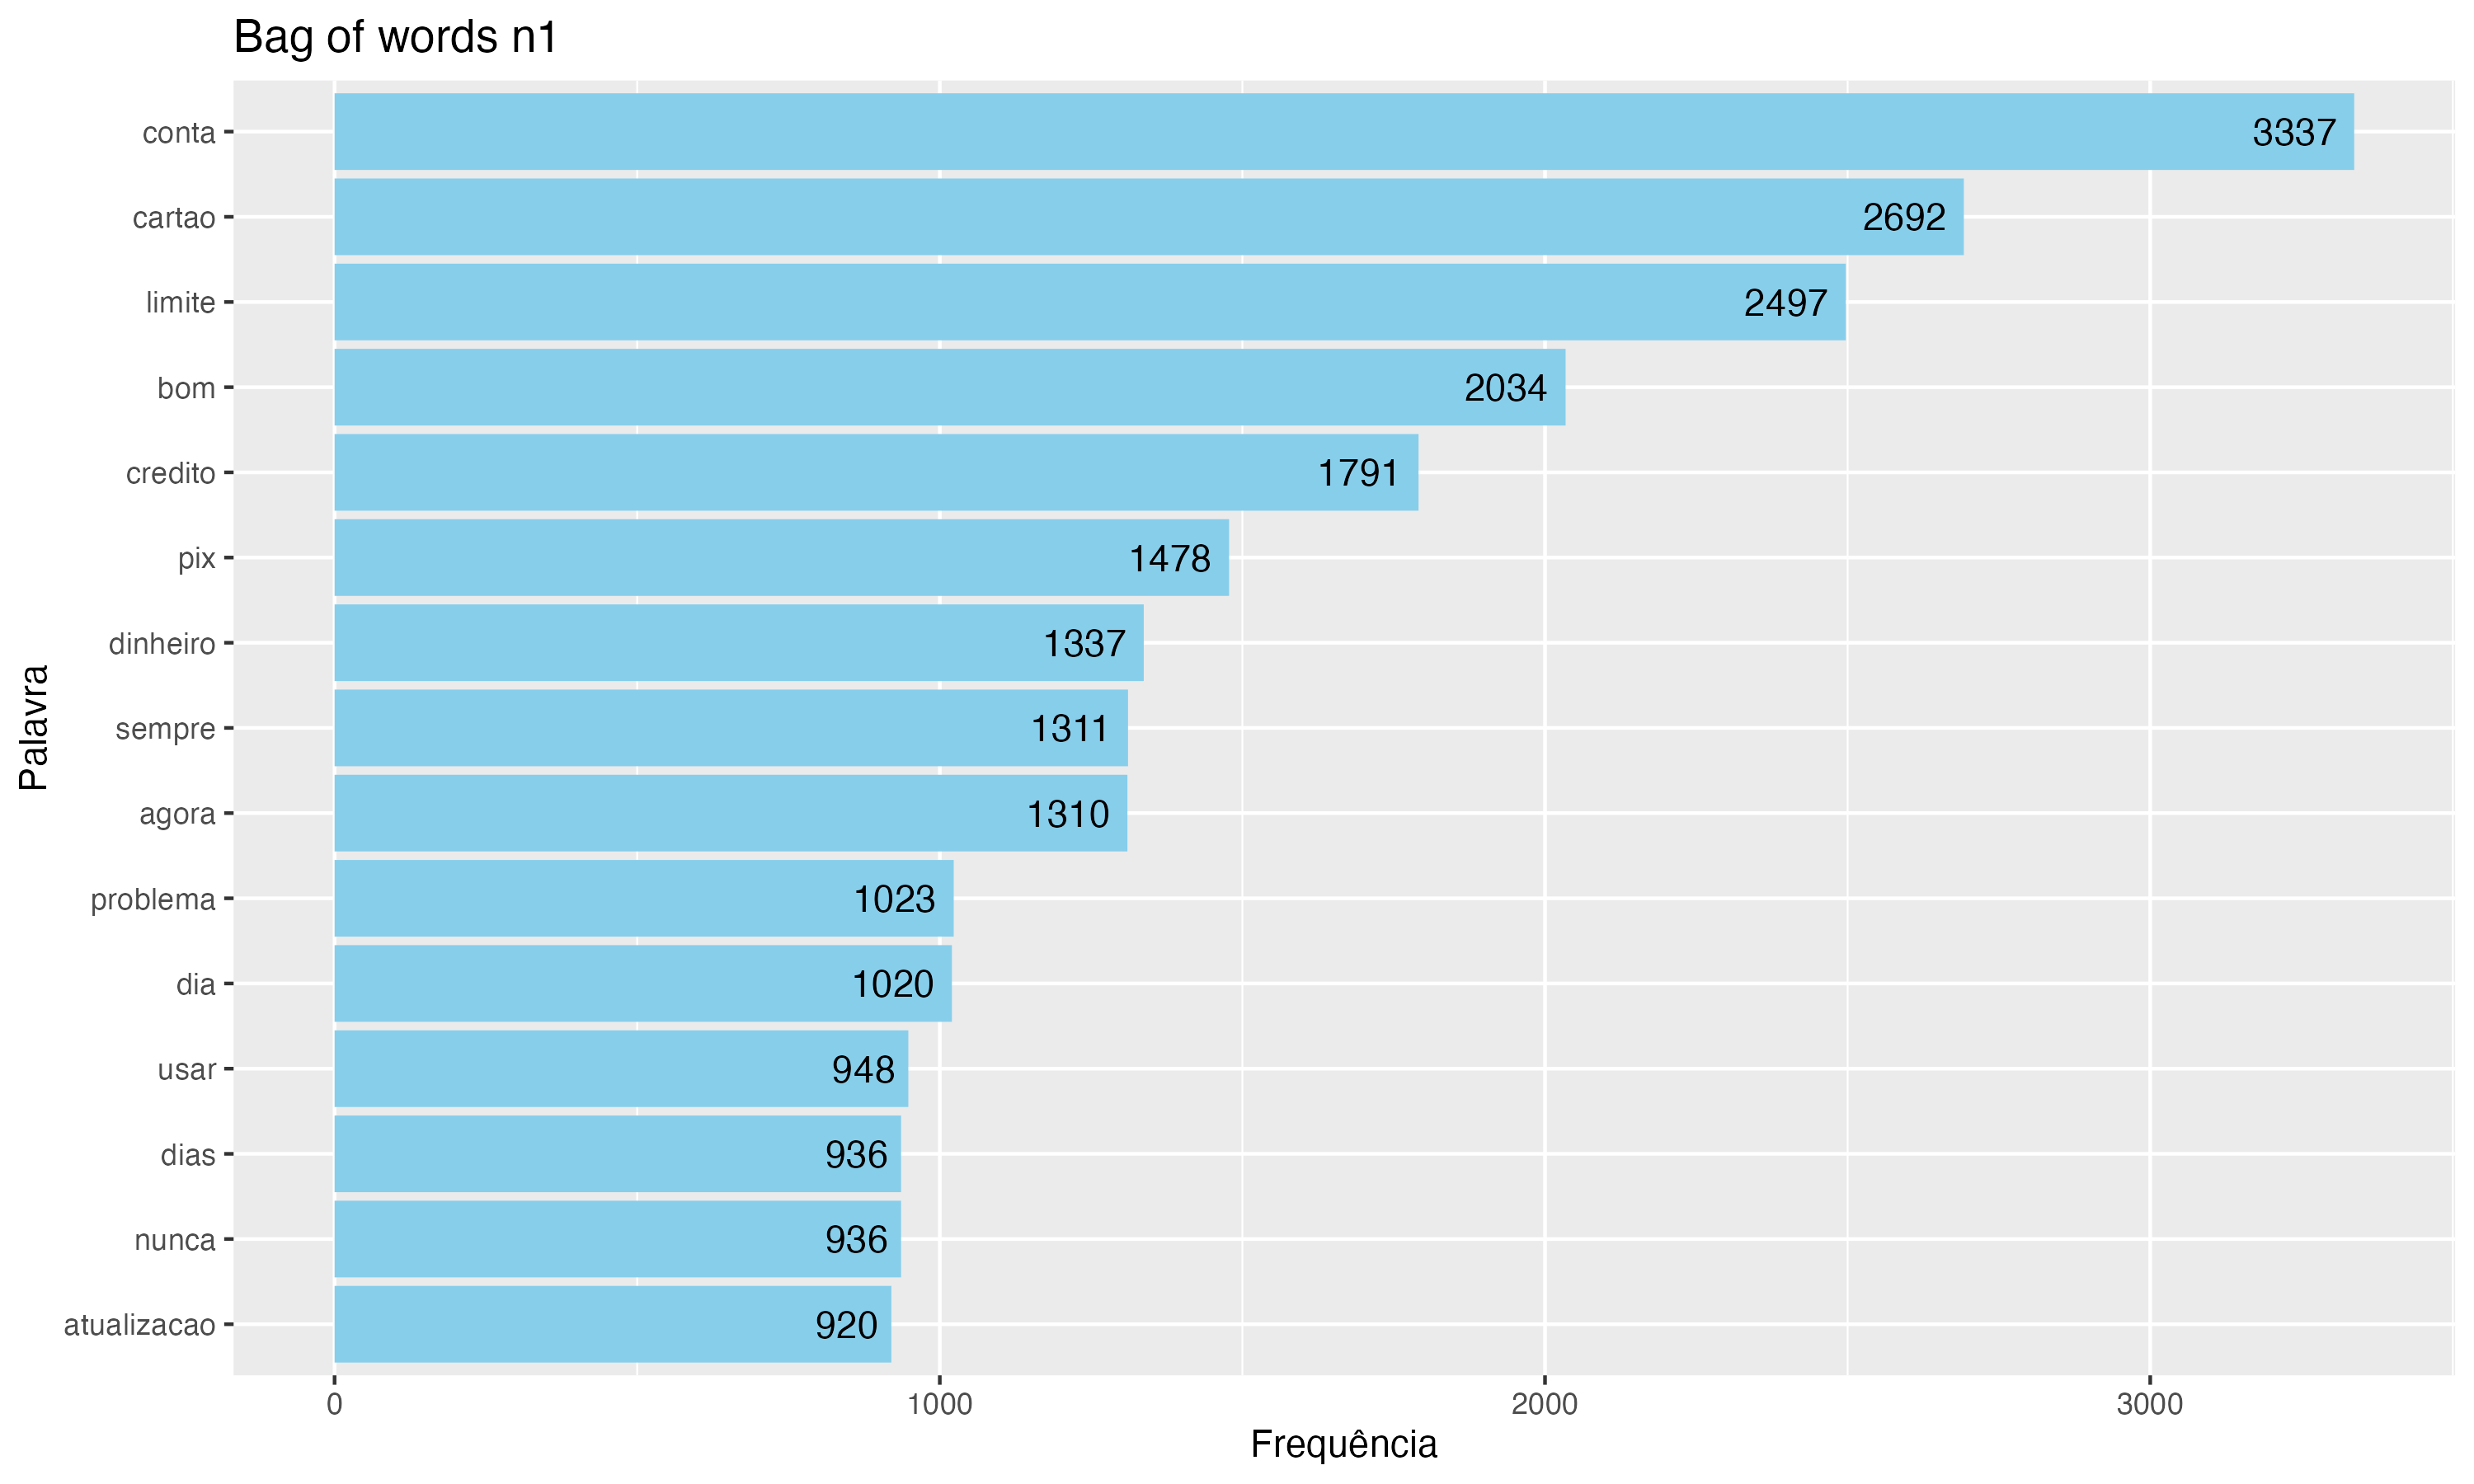 Bag of words n1
Palavra
conta 3337
cartao 2692
limite 2497
bom 2034
credito 1791
pix 1478
dinheiro 1337
sempre 1311
agora 1310
problema 1023
dia 1020
usar 948
dias 936
nunca 936
atualizacao 920
0 1000 2000 3000
Frequência